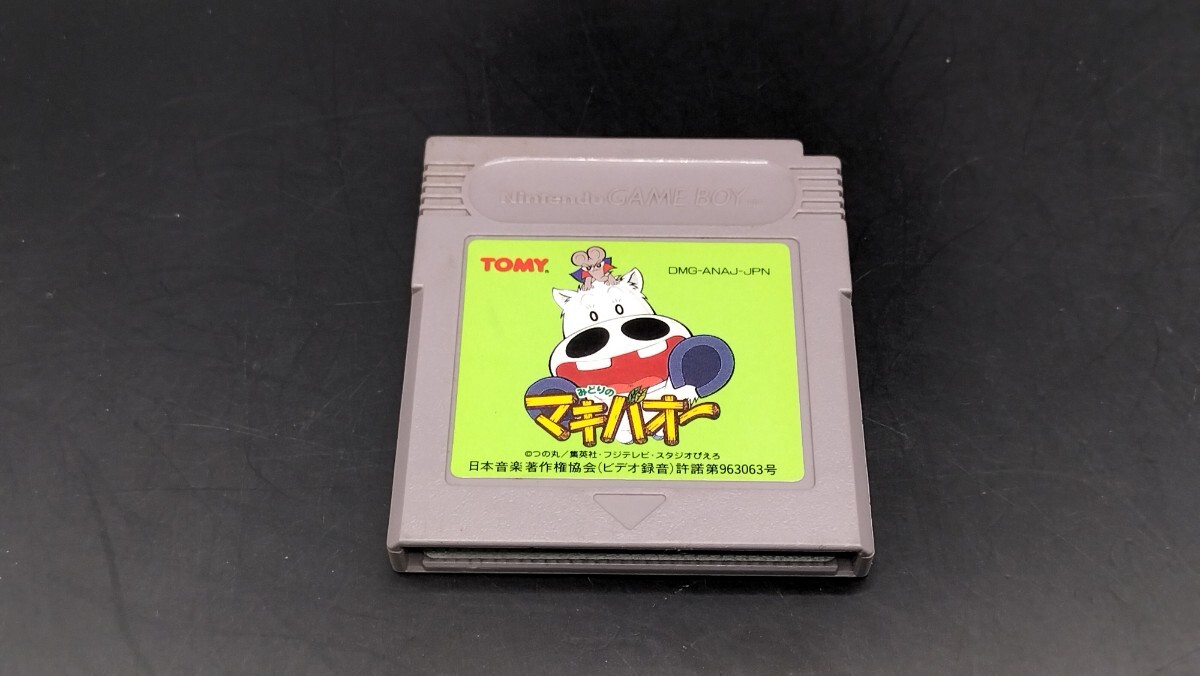 Nintendo GAME BOY
TOMY
DMG-ANAJ-JPN
みどりの
マキバオー
©つの丸／集英社・フジテレビ・スタジオぴえろ
日本音楽著作権協会(ビデオ録音)許諾第963063号